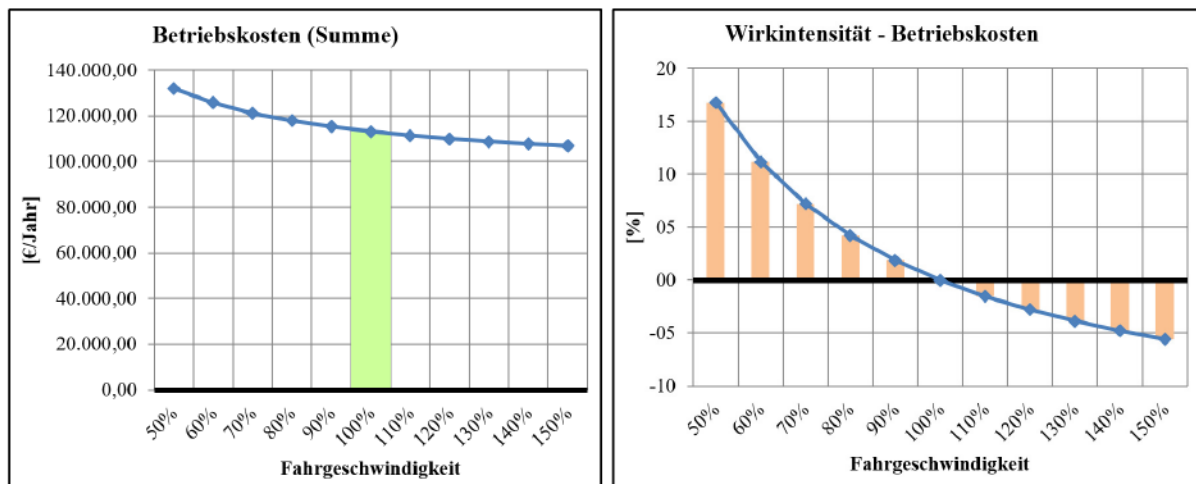 Betriebskosten (Summe)
140.000,00
120.000,00
100.000,00
80.000,00
60.000,00
40.000,00
20.000,00
0,00
[€/Jahr]
50% 60% 70% 80% 90% 100% 110% 120% 130% 140% 150%
Fahrgeschwindigkeit
Wirkintensität - Betriebskosten
20
15
10
05
00
-05
-10
[%]
50% 60% 70% 80% 90% 100% 110% 120% 130% 140% 150%
Fahrgeschwindigkeit